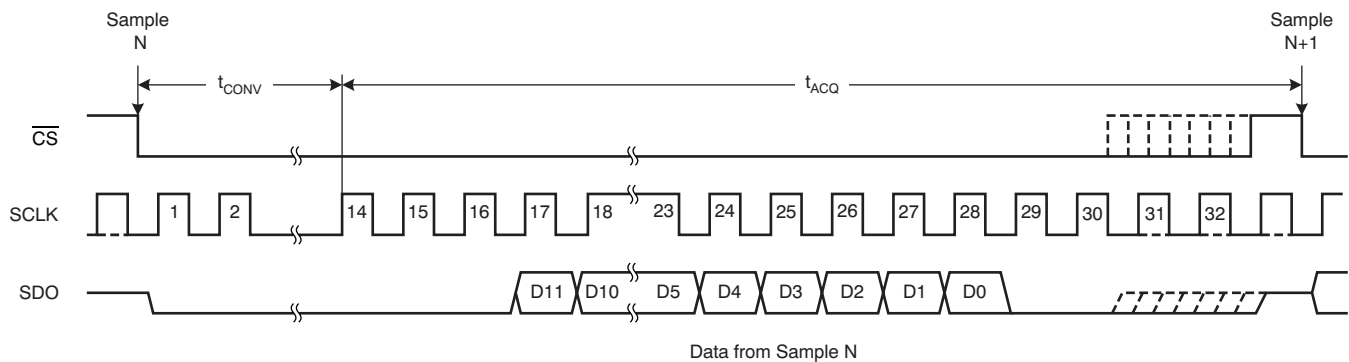 Sample
N
Sample
N+1
tCONV
tACQ
CS
SCLK
1 2 14 15 16 17 18 23 24 25 26 27 28 29 30 31 32
SDO
D11 D10 D5 D4 D3 D2 D1 D0
Data from Sample N